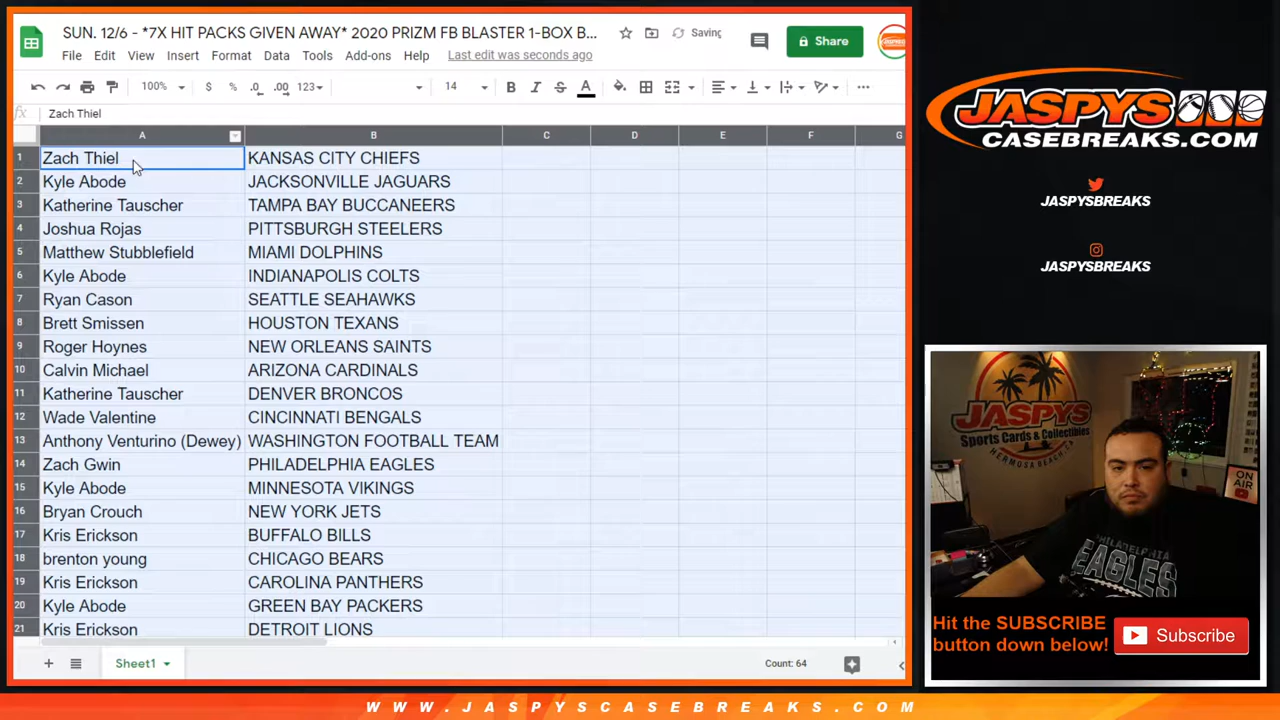 SUN. 12/6 - *7X HIT PACKS GIVEN AWAY* 2020 PRIZM FB BLASTER 1-BOX B...
Saving
Share
File Edit View Insert Format Data Tools Add-ons Help Last edit was seconds ago
100% $ % .0 .00 123 14 B I S A
fx Zach Thiel
A B C D E F G
1 Zach Thiel KANSAS CITY CHIEFS
2 Kyle Abode JACKSONVILLE JAGUARS
3 Katherine Tauscher TAMPA BAY BUCCANEERS
4 Joshua Rojas PITTSBURGH STEELERS
5 Matthew Stubblefield MIAMI DOLPHINS
6 Kyle Abode INDIANAPOLIS COLTS
7 Ryan Cason SEATTLE SEAHAWKS
8 Brett Smissen HOUSTON TEXANS
9 Roger Hoynes NEW ORLEANS SAINTS
10 Calvin Michael ARIZONA CARDINALS
11 Katherine Tauscher DENVER BRONCOS
12 Wade Valentine CINCINNATI BENGALS
13 Anthony Venturino (Dewey) WASHINGTON FOOTBALL TEAM
14 Zach Gwin PHILADELPHIA EAGLES
15 Kyle Abode MINNESOTA VIKINGS
16 Bryan Crouch NEW YORK JETS
17 Kris Erickson BUFFALO BILLS
18 brenton young CHICAGO BEARS
19 Kris Erickson CAROLINA PANTHERS
20 Kyle Abode GREEN BAY PACKERS
21 Kris Erickson DETROIT LIONS
Sheet1
Count: 64
JASPYS
CASEBREAKS.COM
JASPYSBREAKS
JASPYSBREAKS
JASPYS
Sports Cards & Collectibles
HERMOSA BEACH, CA
ON AIR
PHILADELPHIA
EAGLES
Hit the SUBSCRIBE
button down below!
Subscribe
WWW.JASPYSCASEBREAKS.COM